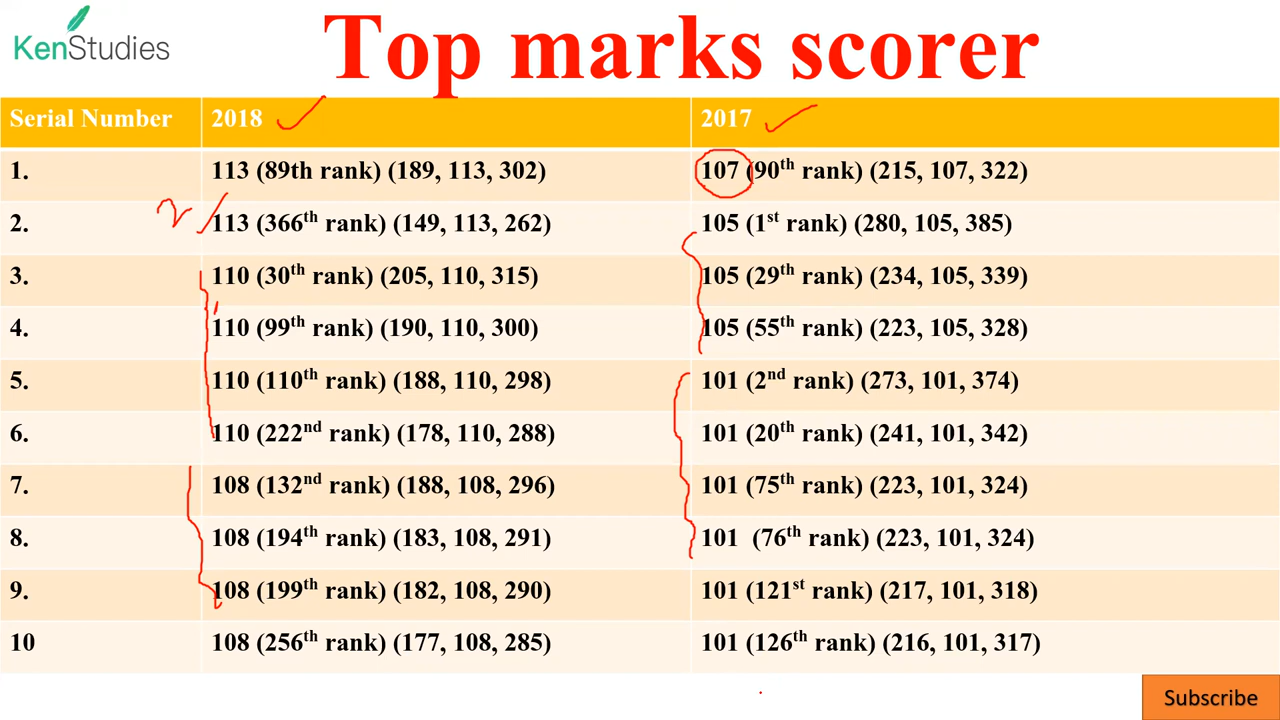 KenStudies
Top marks scorer
Serial Number 2018 2017
1. 113 (89th rank) (189, 113, 302) 107 (90th rank) (215, 107, 322)
2. 113 (366th rank) (149, 113, 262) 105 (1st rank) (280, 105, 385)
3. 110 (30th rank) (205, 110, 315) 105 (29th rank) (234, 105, 339)
4. 110 (99th rank) (190, 110, 300) 105 (55th rank) (223, 105, 328)
5. 110 (110th rank) (188, 110, 298) 101 (2nd rank) (273, 101, 374)
6. 110 (222nd rank) (178, 110, 288) 101 (20th rank) (241, 101, 342)
7. 108 (132nd rank) (188, 108, 296) 101 (75th rank) (223, 101, 324)
8. 108 (194th rank) (183, 108, 291) 101 (76th rank) (223, 101, 324)
9. 108 (199th rank) (182, 108, 290) 101 (121st rank) (217, 101, 318)
10 108 (256th rank) (177, 108, 285) 101 (126th rank) (216, 101, 317)
Subscribe